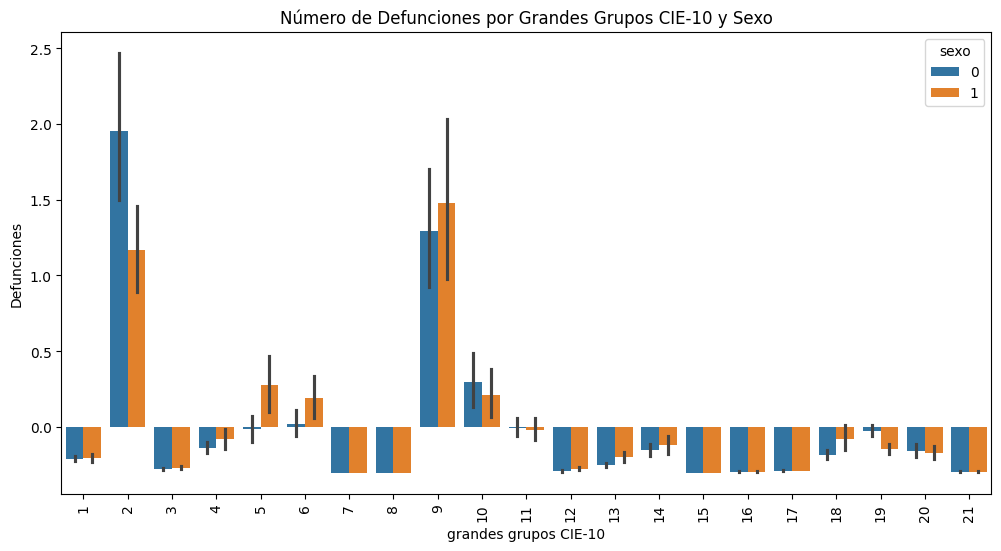 Número de Defunciones por Grandes Grupos CIE-10 y Sexo
sexo
0
1
Defunciones
2.5
2.0
1.5
1.0
0.5
0.0
1 2 3 4 5 6 7 8 9 10 11 12 13 14 15 16 17 18 19 20 21
grandes grupos CIE-10